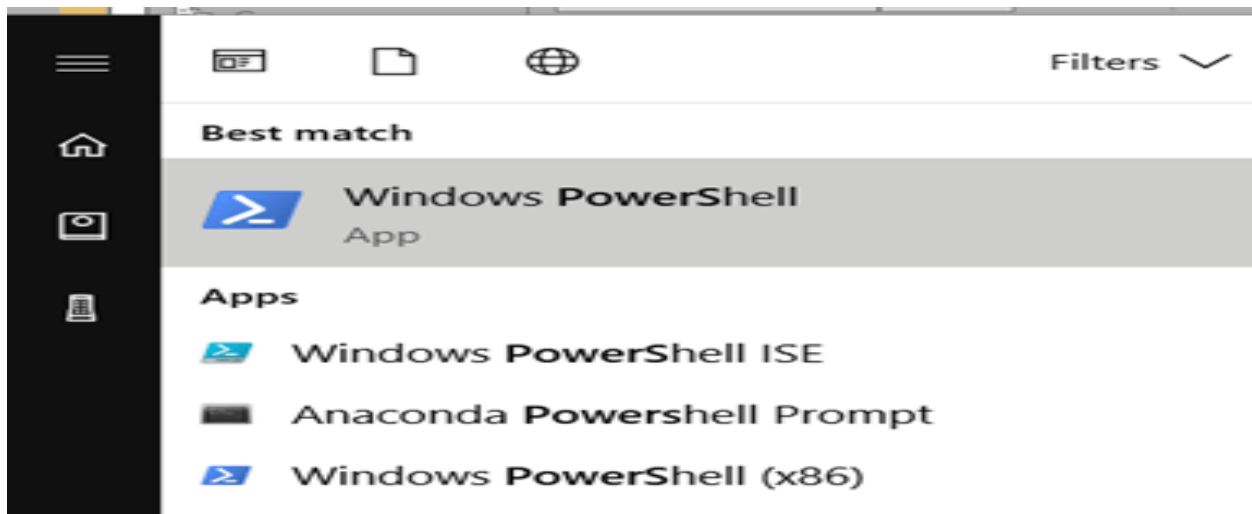 Filters
Best match
Windows PowerShell
App
Apps
Windows PowerShell ISE
Anaconda Powershell Prompt
Windows PowerShell (x86)